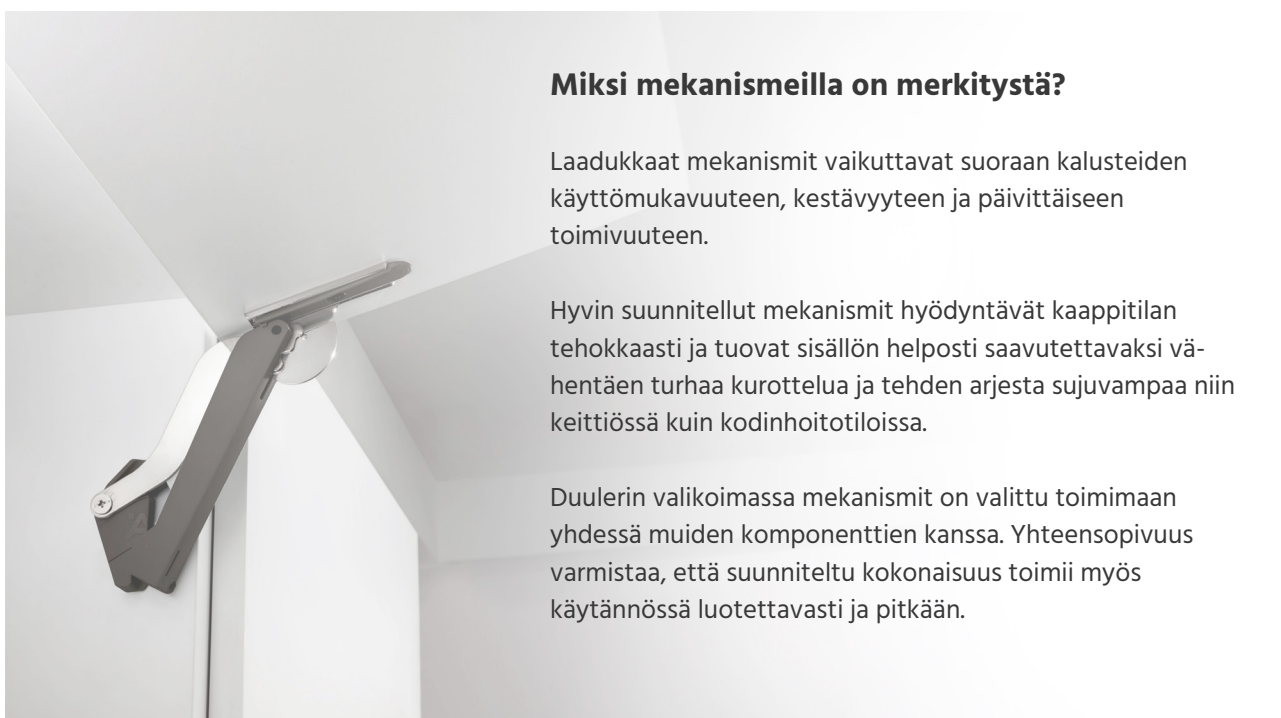 Miksi mekanismeilla on merkitystä?
Laadukkaat mekanismit vaikuttavat suoraan kalusteiden
käyttömukavuuteen, kestävyyteen ja päivittäiseen
toimivuuteen.
Hyvin suunnitellut mekanismit hyödyntävät kaappitilan
tehokkaasti ja tuovat sisällön helposti saavutettavaksi vä-
hentäen turhaa kurottelua ja tehden arjesta sujuvampaa niin
keittiössä kuin kodinhoitotiloissa.
Duulerin valikoimassa mekanismit on valittu toimimaan
yhdessä muiden komponenttien kanssa. Yhteensopivuus
varmistaa, että suunniteltu kokonaisuus toimii myös
käytännössä luotettavasti ja pitkään.